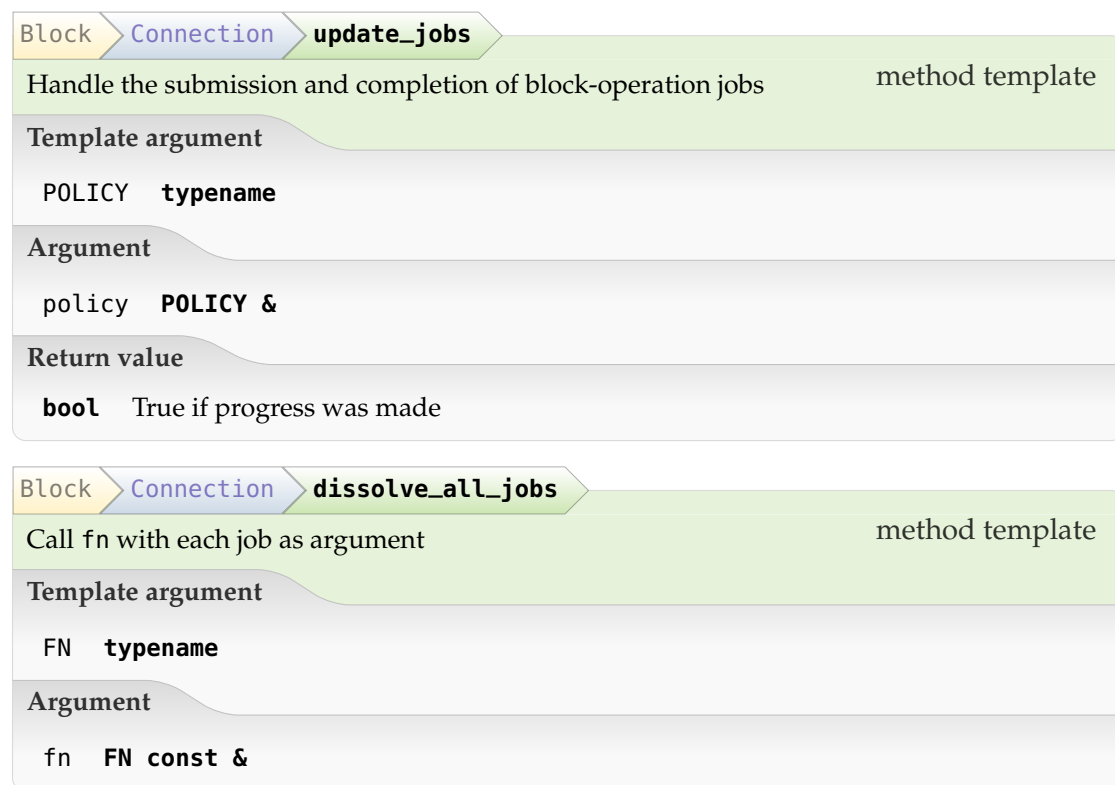 Block Connection update_jobs
Handle the submission and completion of block-operation jobs method template
Template argument
POLICY typename
Argument
policy POLICY &
Return value
bool True if progress was made
Block Connection dissolve_all_jobs
Call fn with each job as argument method template
Template argument
FN typename
Argument
fn FN const &